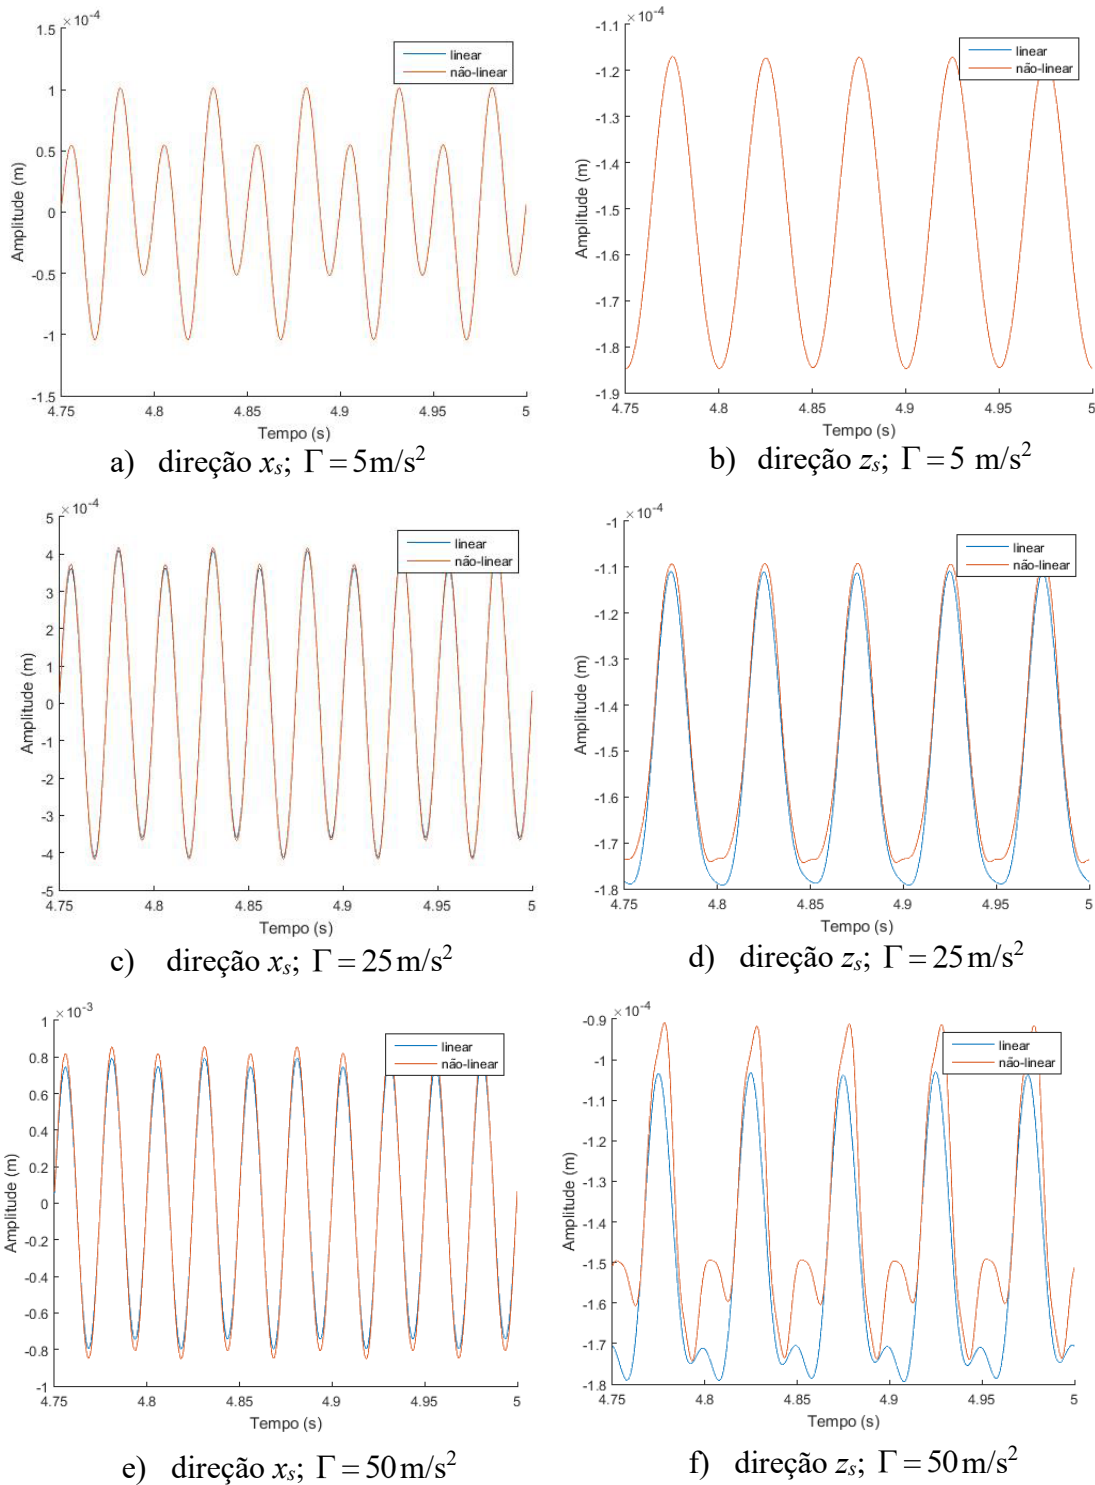 ×10⁻⁴
1.5
1
0.5
0
-0.5
-1
-1.5
Amplitude (m)
4.75 4.8 4.85 4.9 4.95 5
Tempo (s)
linear
não-linear
a) direção xₛ; Γ = 5m/s²
×10⁻⁴
-1.1
-1.2
-1.3
-1.4
-1.5
-1.6
-1.7
-1.8
-1.9
Amplitude (m)
4.75 4.8 4.85 4.9 4.95 5
Tempo (s)
linear
não-linear
b) direção zₛ; Γ = 5 m/s²
×10⁻⁴
5
4
3
2
1
0
-1
-2
-3
-4
-5
Amplitude (m)
4.75 4.8 4.85 4.9 4.95 5
Tempo (s)
linear
não-linear
c) direção xₛ; Γ = 25 m/s²
×10⁻⁴
-1
-1.1
-1.2
-1.3
-1.4
-1.5
-1.6
-1.7
-1.8
Amplitude (m)
4.75 4.8 4.85 4.9 4.95 5
Tempo (s)
linear
não-linear
d) direção zₛ; Γ = 25 m/s²
×10⁻³
1
0.8
0.6
0.4
0.2
0
-0.2
-0.4
-0.6
-0.8
-1
Amplitude (m)
4.75 4.8 4.85 4.9 4.95 5
Tempo (s)
linear
não-linear
e) direção xₛ; Γ = 50 m/s²
×10⁻⁴
-0.9
-1
-1.1
-1.2
-1.3
-1.4
-1.5
-1.6
-1.7
-1.8
Amplitude (m)
4.75 4.8 4.85 4.9 4.95 5
Tempo (s)
linear
não-linear
f) direção zₛ; Γ = 50 m/s²